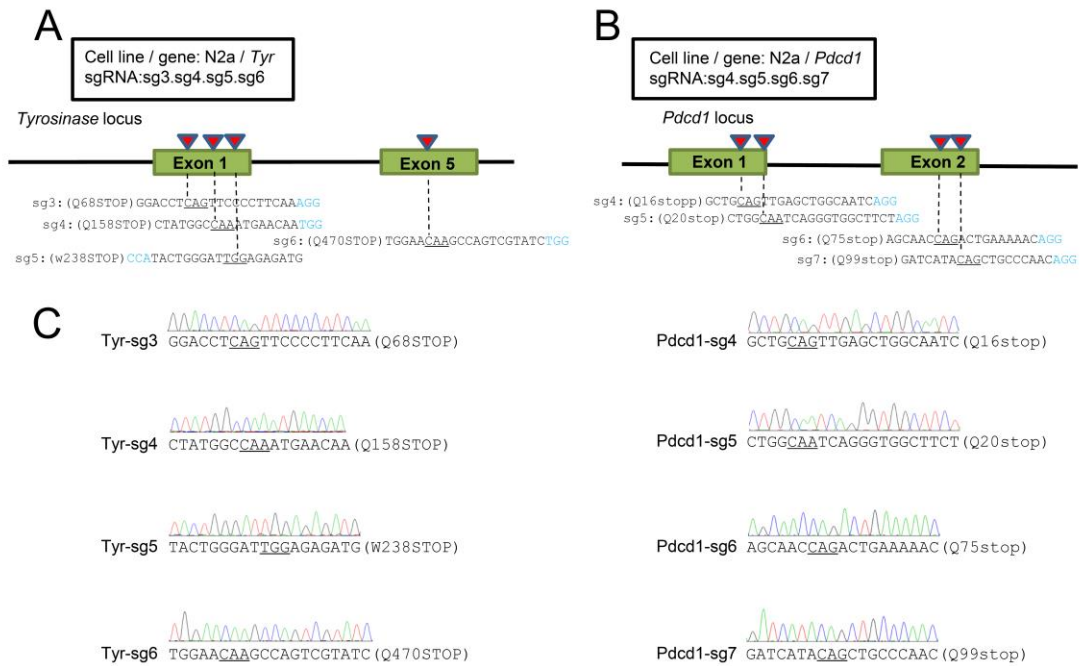 A
Cell line / gene: N2a / Tyr
sgRNA:sg3.sg4.sg5.sg6
Tyrosinase locus
Exon 1
Exon 5
sg3:(Q68STOP)GGACCTCAGTTCCCCTTCAAAGG
sg4:(Q158STOP)CTATGGCCAAATGAACAATGG
sg6:(Q470STOP)TGGAACAAGCCAGTCGTATCTGG
sg5:(w238STOP)CCATACTGGGATTGGAGAGATG
B
Cell line / gene: N2a / Pdcd1
sgRNA:sg4.sg5.sg6.sg7
Pdcd1 locus
Exon 1
Exon 2
sg4:(Q16stopp)GCTGCAGTTGAGCTGGCAATCAGG
sg5:(Q20stop)CTGGCAATCAGGGTGGCTTCTAGG
sg6:(Q75stop)AGCAACCAGACTGAAAAACAGG
sg7:(Q99stop)GATCATACAGCTGCCCAACAGG
C
Tyr-sg3
GGACCTCAGTTCCCCTTCAA(Q68STOP)
Tyr-sg4
CTATGGCCAAATGAACAA(Q158STOP)
Tyr-sg5
TACTGGGATTGGAGAGATG(W238STOP)
Tyr-sg6
TGGAACAAGCCAGTCGTATC(Q470STOP)
Pdcd1-sg4
GCTGCAGTTGAGCTGGCAATC(Q16stop)
Pdcd1-sg5
CTGGCAATCAGGGTGGCTTCT(Q20stop)
Pdcd1-sg6
AGCAACCAGACTGAAAAAC(Q75stop)
Pdcd1-sg7
GATCATACAGCTGCCCAAC(Q99stop)